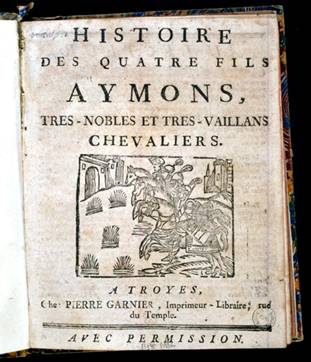 HISTOIRE
DES QUATRE FILS
AYMONS,
TRES-NOBLES ET TRES-VAILLANS
CHEVALIERS.
A TROYES,
Che PIERRE GARNIER, Imprimeur-Libraire, rue
du Temple.
AVEC PERMISSION.